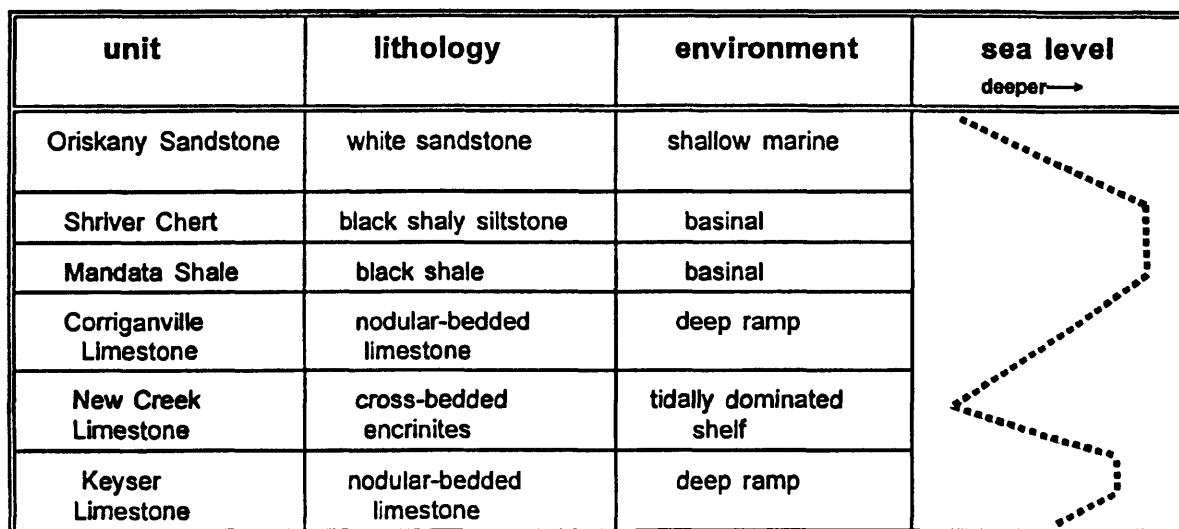 unit lithology environment sea level
deeper→
Oriskany Sandstone white sandstone shallow marine
Shriver Chert black shaly siltstone basinal
Mandata Shale black shale basinal
Corriganville nodular-bedded deep ramp
Limestone limestone
New Creek cross-bedded tidally dominated
Limestone encrinites shelf
Keyser nodular-bedded deep ramp
Limestone limestone